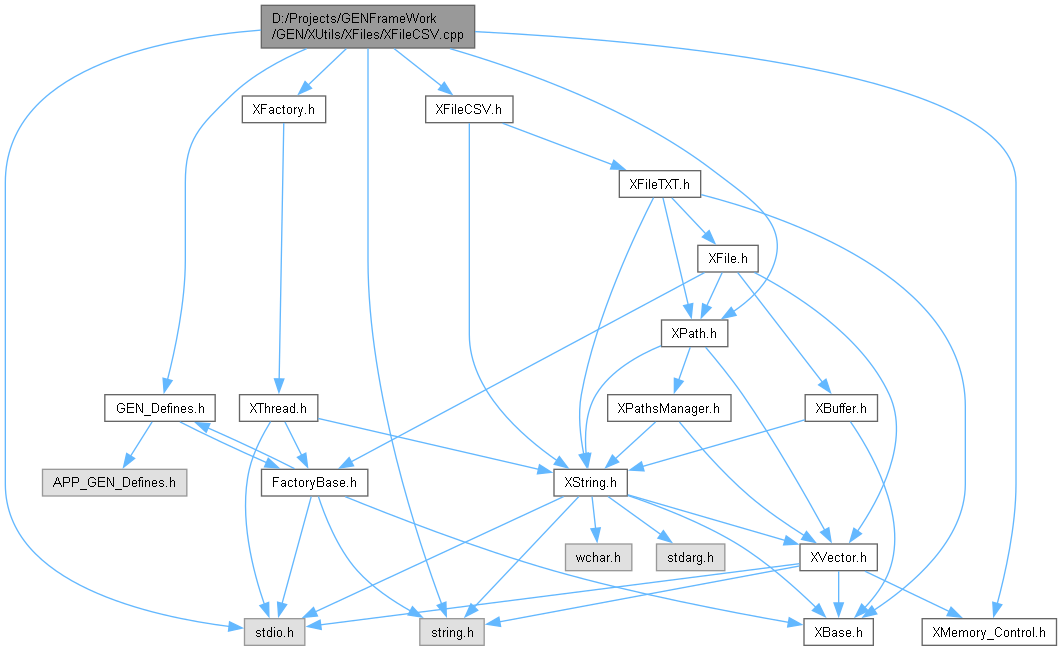 D:/Projects/GENFrameWork
/GEN/XUtils/XFiles/XFileCSV.cpp
XFactory.h
XFileCSV.h
XFileTXT.h
XFile.h
XPath.h
GEN_Defines.h
XThread.h
XPathsManager.h
XBuffer.h
APP_GEN_Defines.h
FactoryBase.h
XString.h
wchar.h
stdarg.h
XVector.h
stdio.h
string.h
XBase.h
XMemory_Control.h